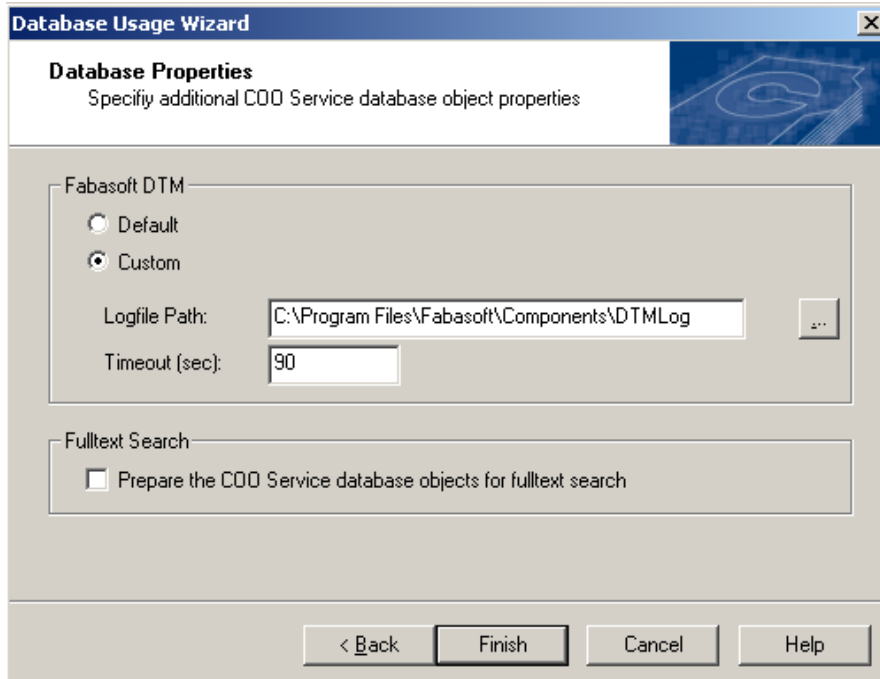 Database Usage Wizard
Database Properties
Specifiy additional COO Service database object properties
Fabasoft DTM
Default
Custom
Logfile Path: C:\Program Files\Fabasoft\Components\DTMLog ...
Timeout (sec): 90
Fulltext Search
Prepare the COO Service database objects for fulltext search
< Back Finish Cancel Help